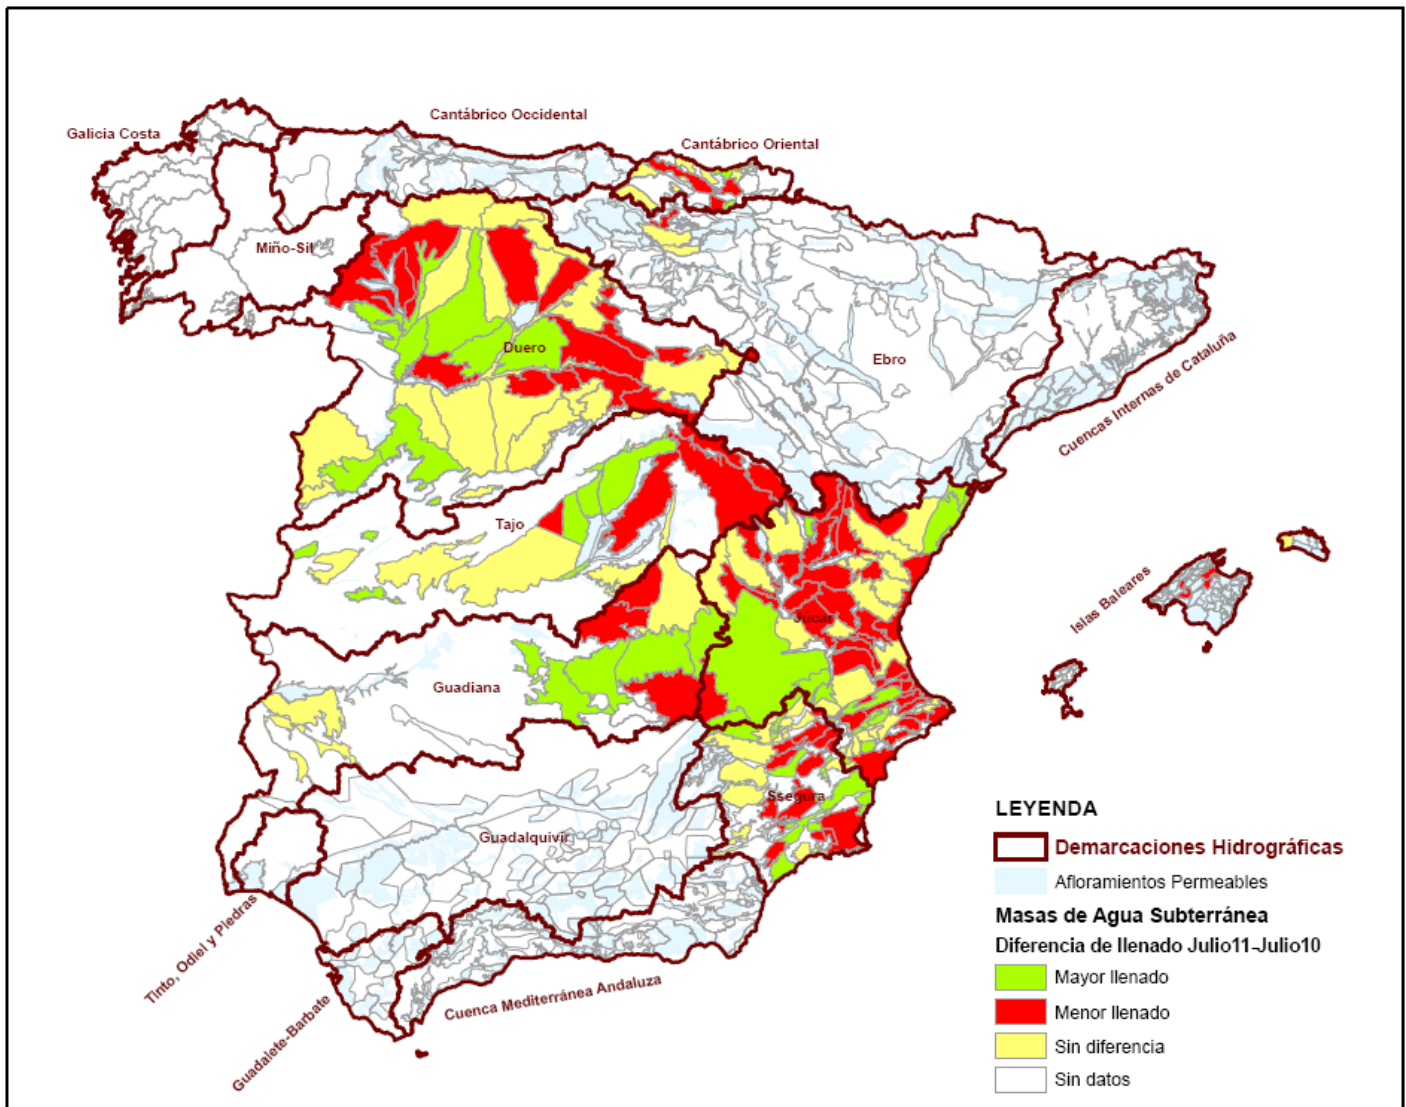 Cantábrico Occidental
Galicia Costa
Cantábrico Oriental
Miño-Sil
Duero
Ebro
Cuencas Internas de Cataluña
Tajo
Islas Baleares
Júcar
Guadiana
Ssegura
Guadalquivir
Tinto, Odiel y Piedras
Guadalete-Barbate
Cuenca Mediterránea Andaluza
LEYENDA
Demarcaciones Hidrográficas
Afloramientos Permeables
Masas de Agua Subterránea
Diferencia de llenado Julio11-Julio10
Mayor llenado
Menor llenado
Sin diferencia
Sin datos